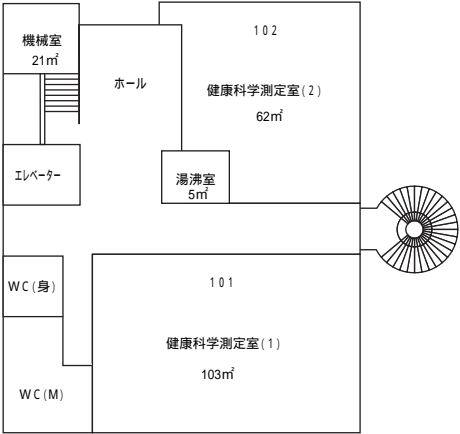 機械室
21㎡
102
ホール
健康科学測定室(2)
62㎡
エレベーター
湯沸室
5㎡
WC(身)
101
健康科学測定室(1)
103㎡
WC(M)